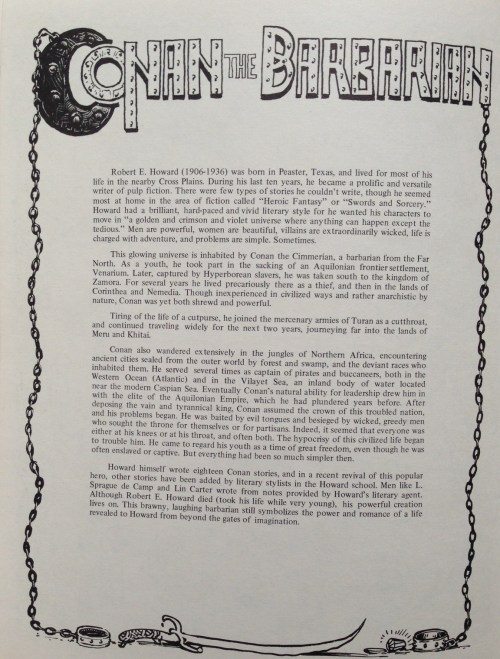 CONAN THE BARBARIAN
Robert E. Howard (1906-1936) was born in Peaster, Texas, and lived for most of his
life in the nearby Cross Plains. During his last ten years, he became a prolific and versatile
writer of pulp fiction. There were few types of stories he couldn't write, though he seemed
most at home in the area of fiction called "Heroic Fantasy" or "Swords and Sorcery."
Howard had a brilliant, hard-paced and vivid literary style for he wanted his characters to
move in "a golden and crimson and violet universe where anything can happen except the
tedious." Men are powerful, women are beautiful, villains are extraordinarily wicked, life is
charged with adventure, and problems are simple. Sometimes.
This glowing universe is inhabited by Conan the Cimmerian, a barbarian from the Far
North. As a youth, he took part in the sacking of an Aquilonian frontier settlement,
Venarium. Later, captured by Hyperborean slavers, he was taken south to the kingdom of
Zamora. For several years he lived precariously there as a thief, and then in the lands of
Corinthea and Nemedia. Though inexperienced in civilized ways and rather anarchistic by
nature, Conan was yet both shrewd and powerful.
Tiring of the life of a cutpurse, he joined the mercenary armies of Turan as a cutthroat,
and continued traveling widely for the next two years, journeying far into the lands of
Meru and Khitai.
Conan also wandered extensively in the jungles of Northern Africa, encountering
ancient cities sealed from the outer world by forest and swamp, and the deviant races who
inhabited them. He served several times as captain of pirates and buccaneers, both in the
Western Ocean (Atlantic) and in the Vilayet Sea, an inland body of water located
near the modern Caspian Sea. Eventually Conan's natural ability for leadership drew him in
with the elite of the Aquilonian Empire, which he had plundered years before. After
deposing the vain and tyrannical king, Conan assumed the crown of this troubled nation,
and his problems began. He was baited by evil tongues and besieged by wicked, greedy men
who sought the throne for themselves or for partisans. Indeed, it seemed that everyone was
either at his knees or at his throat, and often both. The hypocrisy of this civilized life began
to trouble him. He came to regard his youth as a time of great freedom, even though he was
often enslaved or captive. But everything had been so much simpler then.
Howard himself wrote eighteen Conan stories, and in a recent revival of this popular
hero, other stories have been added by literary stylists in the Howard school. Men like L.
Sprague de Camp and Lin Carter wrote from notes provided by Howard's literary agent.
Although Robert E. Howard died (took his life while very young), his powerful creation
lives on. This brawny, laughing barbarian still symbolizes the power and romance of a life
revealed to Howard from beyond the gates of imagination.